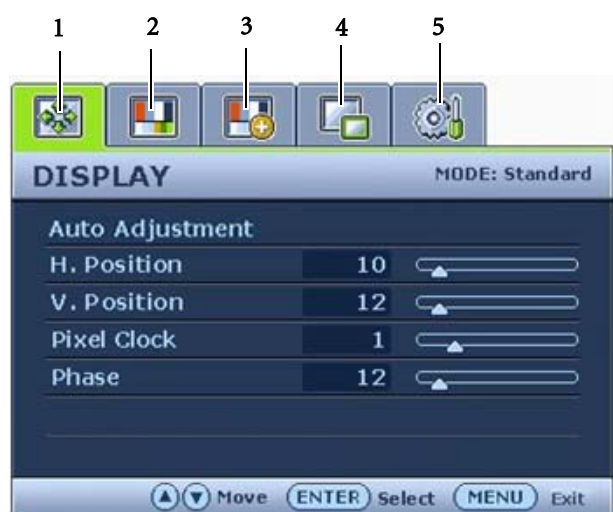 1 2 3 4 5
DISPLAY MODE: Standard
Auto Adjustment
H. Position 10
V. Position 12
Pixel Clock 1
Phase 12
Move ENTER Select MENU Exit